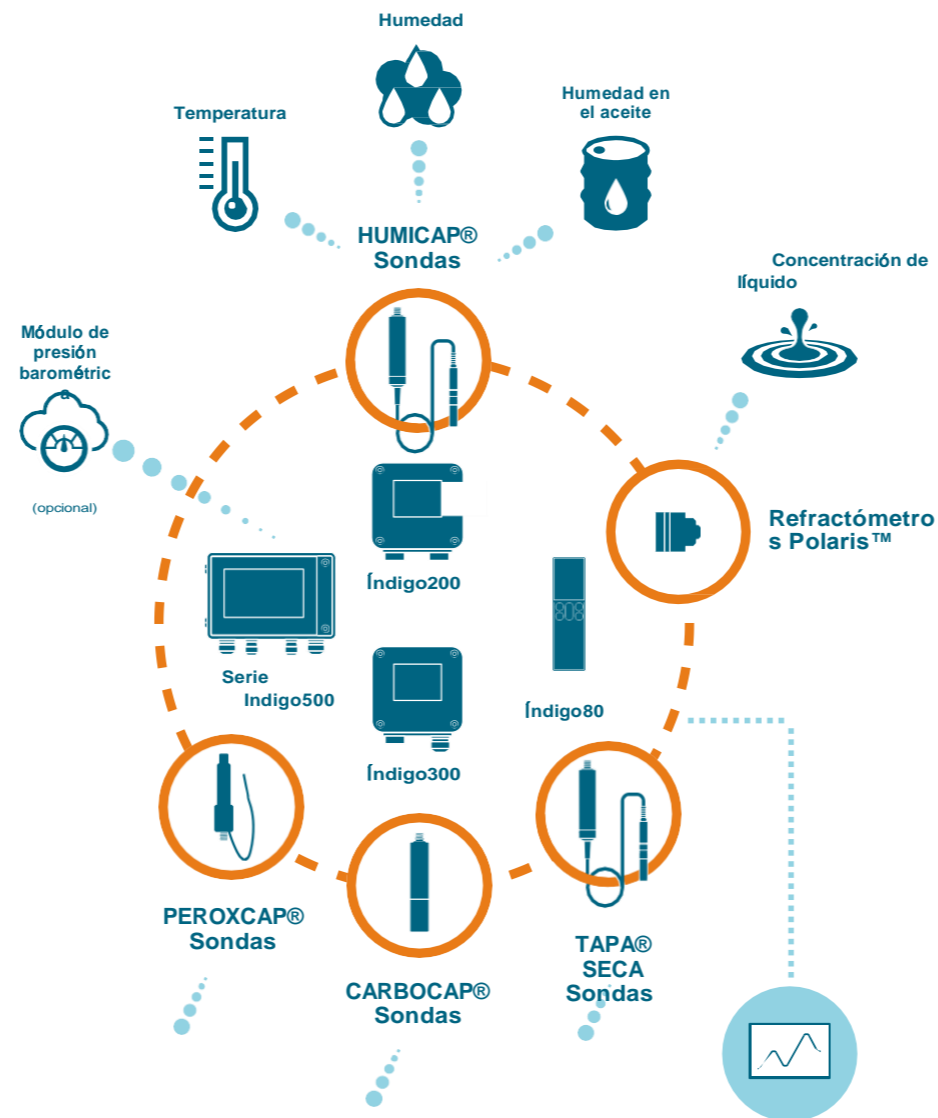 Humedad
Temperatura
Humedad en
el aceite
HUMICAP®
Sondas
Concentración de
líquido
Módulo de
presión
barométric
a
(opcional)
Refractómetro
s Polaris™
Índigo200
Serie
Indigo500
Índigo80
808
Índigo300
PEROXCAP®
Sondas
CARBOCAP®
Sondas
TAPA®
SECA
Sondas